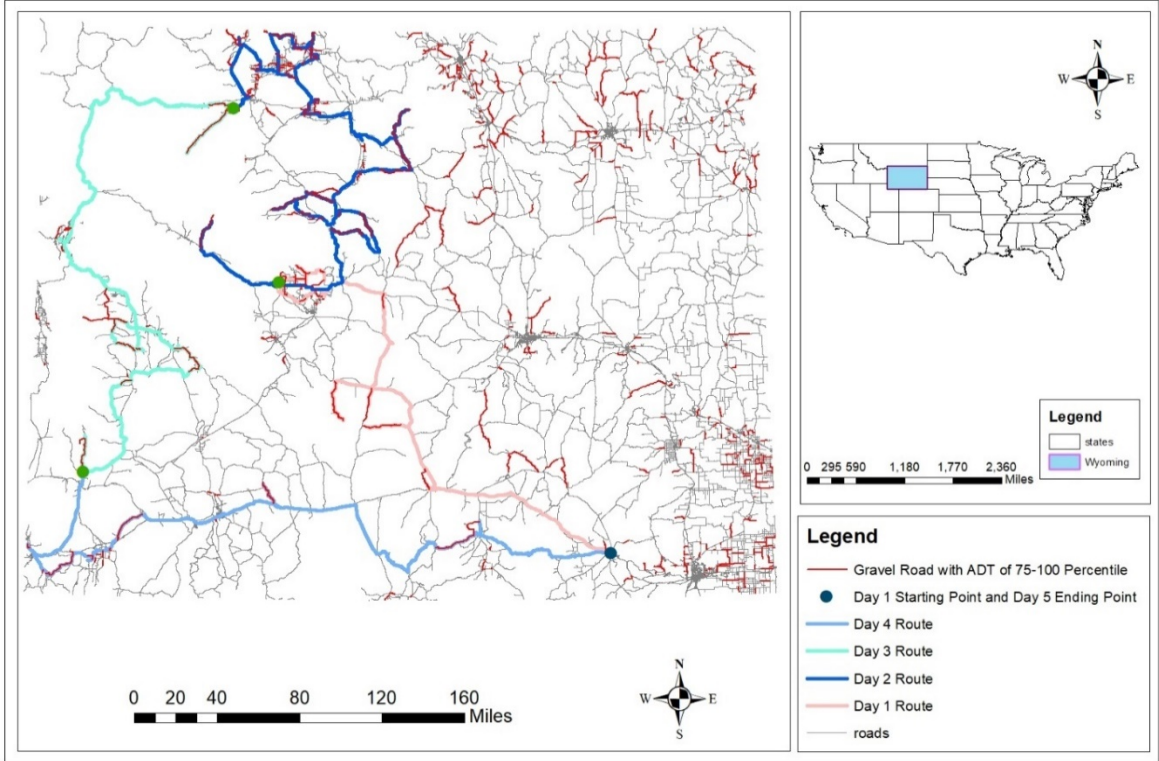 N
W E
S
0 20 40 80 120 160
Miles
N
W E
S
Legend
states
Wyoming
0 295 590 1,180 1,770 2,360
Miles
Legend
Gravel Road with ADT of 75-100 Percentile
Day 1 Starting Point and Day 5 Ending Point
Day 4 Route
Day 3 Route
Day 2 Route
Day 1 Route
roads